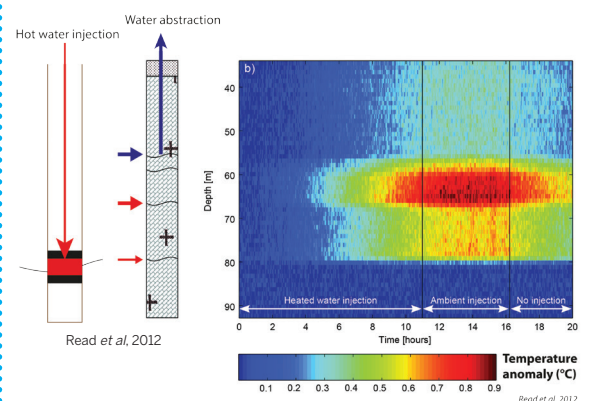 Water abstraction
Hot water injection
Read et al, 2012
b)
Depth [m]
40
50
60
70
80
90
Heated water injection
Ambient injection
No injection
0 2 4 6 8 10 12 14 16 18 20
Time [hours]
0.1 0.2 0.3 0.4 0.5 0.6 0.7 0.8 0.9
Temperature
anomaly (°C)
Read et al, 2012